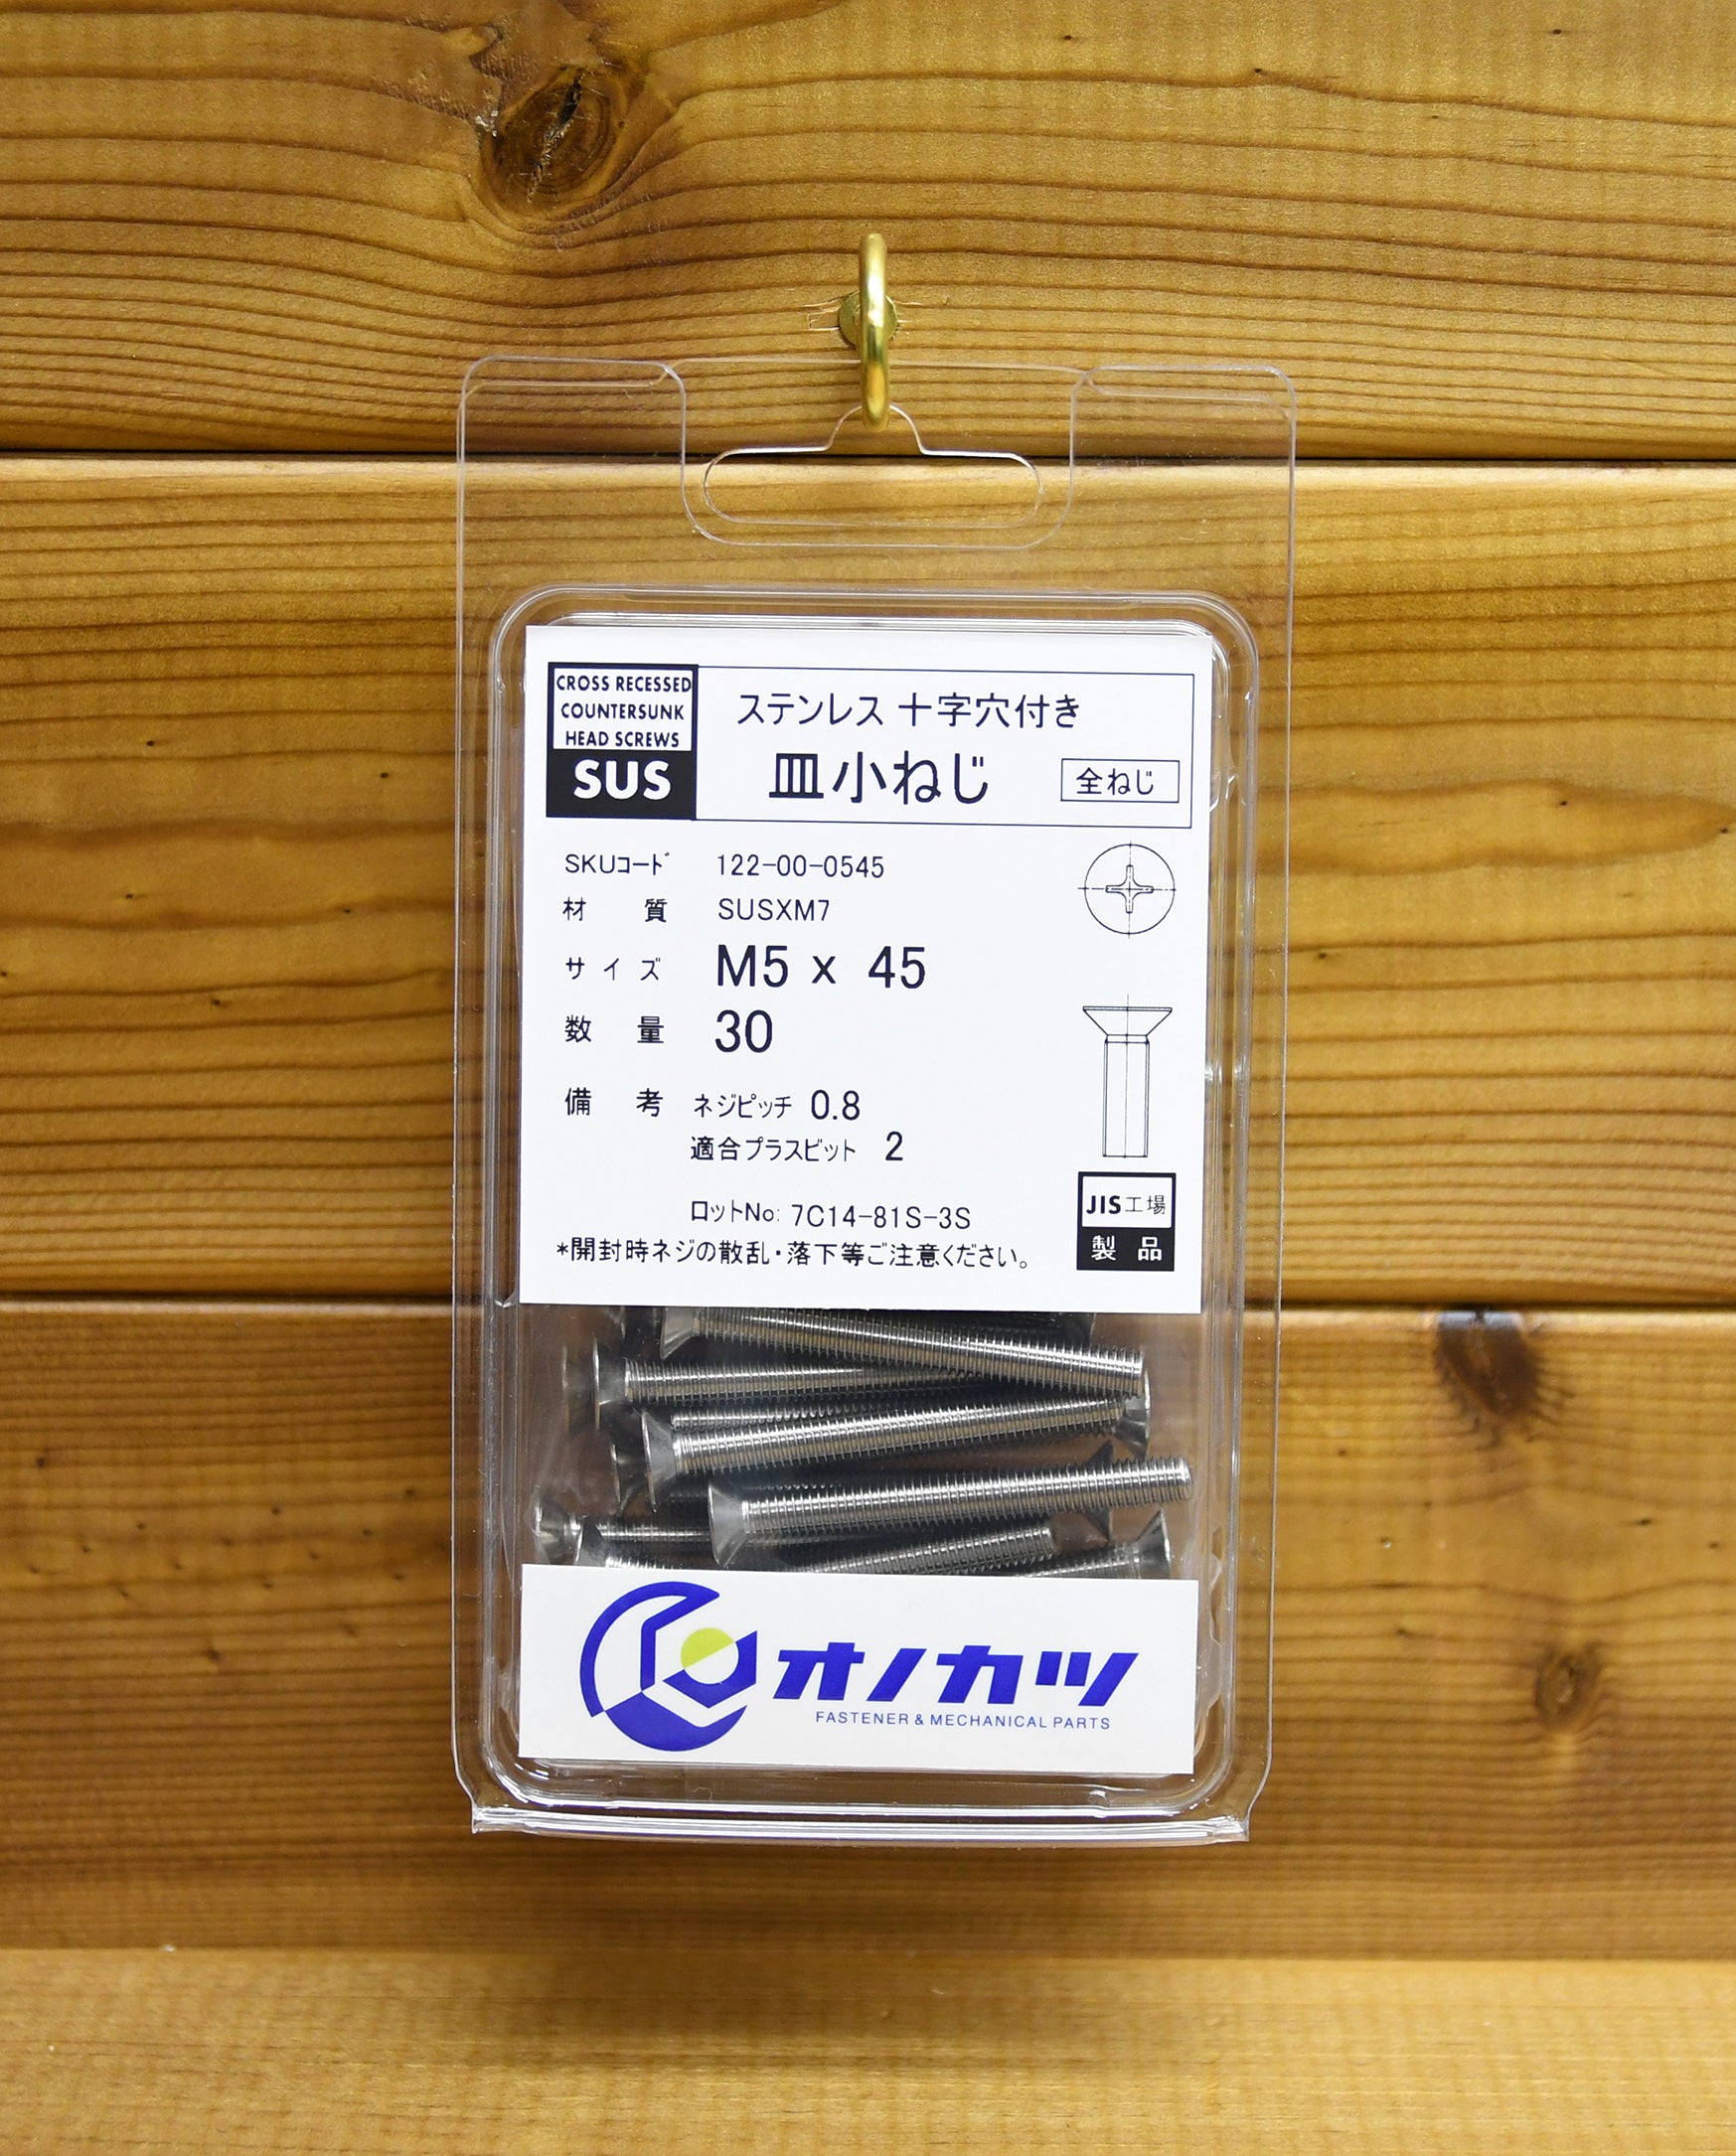 CROSS RECESSED
COUNTERSUNK
HEAD SCREWS
SUS
ステンレス 十字穴付き
皿小ねじ 全ねじ
SKUコード 122-00-0545
材 質 SUSXM7
サイズ M5 x 45
数 量 30
備 考 ネジピッチ 0.8
適合プラスビット 2
ロットNo: 7C14-81S-3S
*開封時ネジの散乱・落下等ご注意ください。
JIS工場
製 品
オノカツ
FASTENER & MECHANICAL PARTS